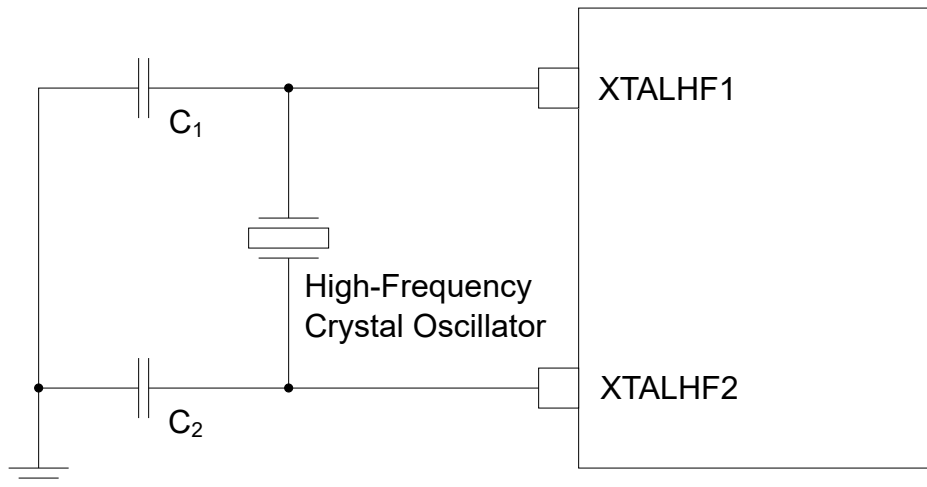 XTALHF1
C₁
High-Frequency
Crystal Oscillator
XTALHF2
C₂